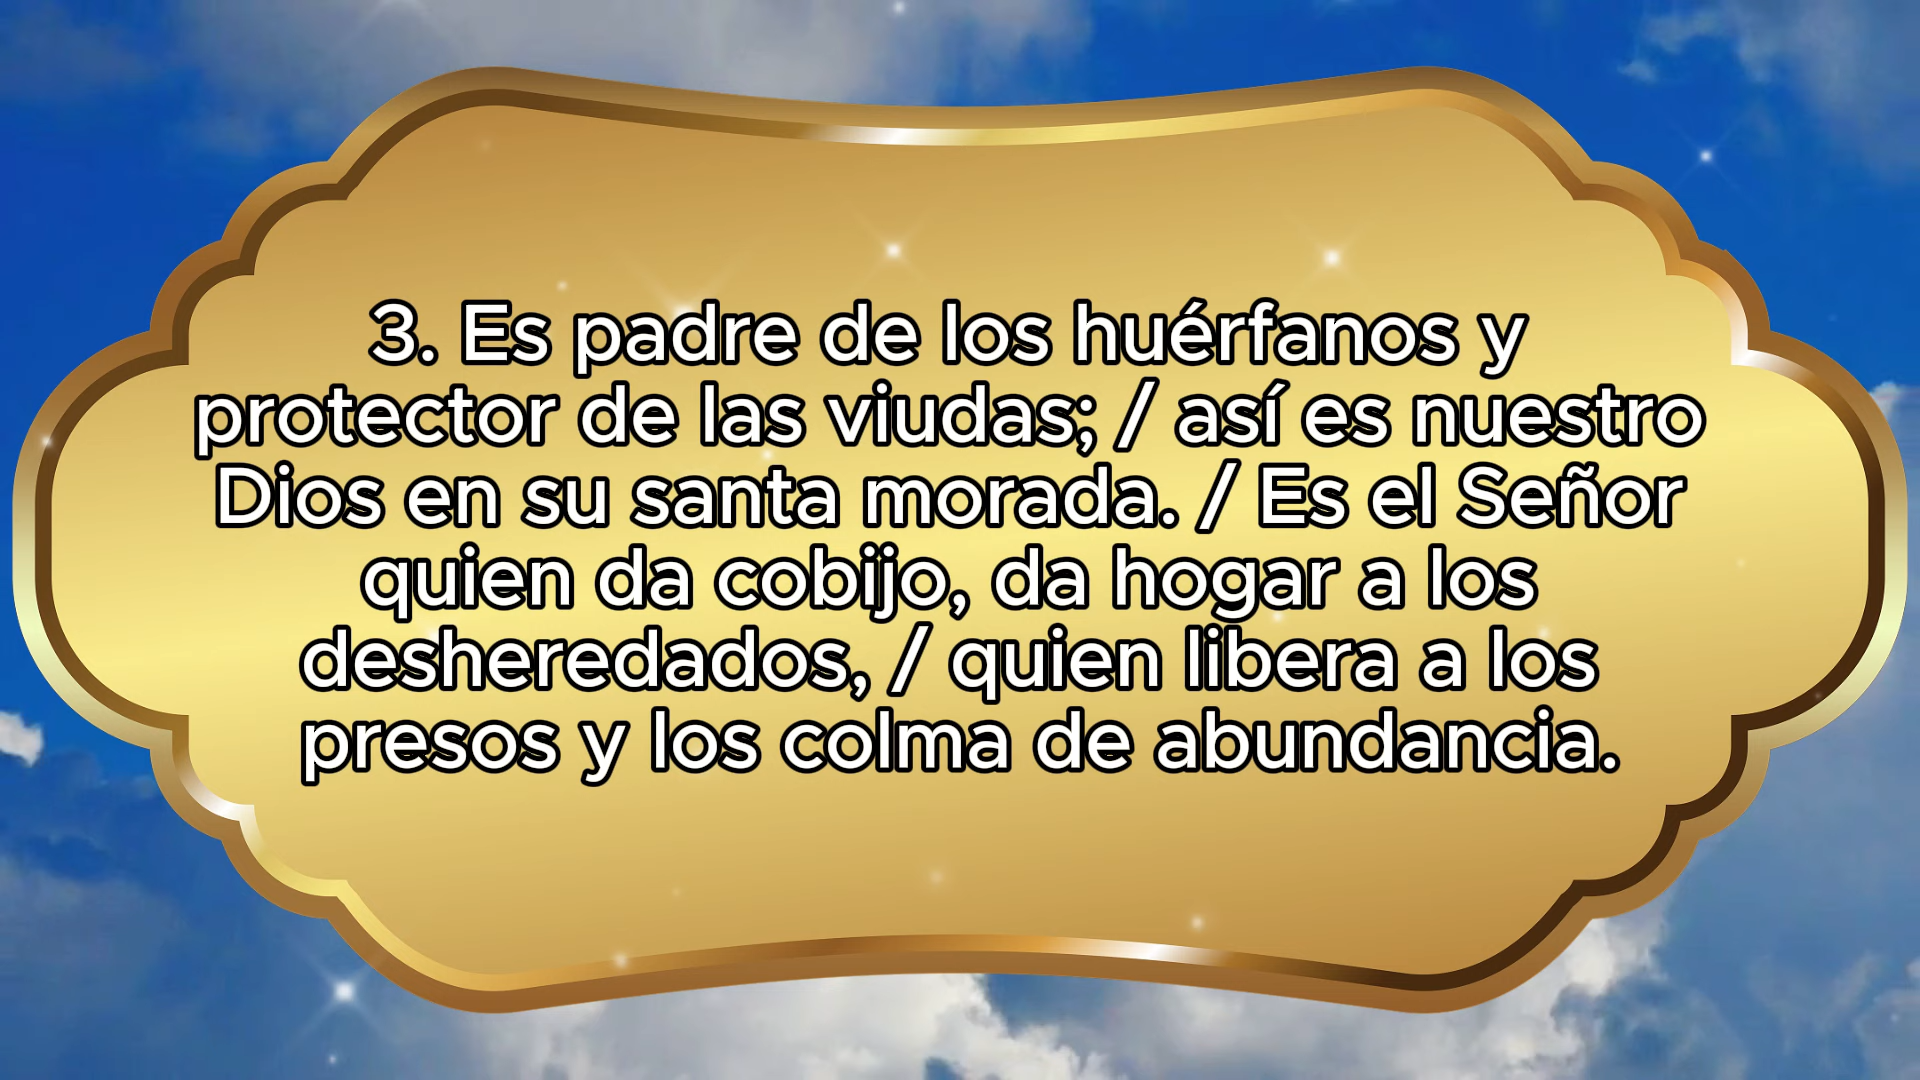 3. Es padre de los huérfanos y
protector de las viudas; / así es nuestro
Dios en su santa morada. / Es el Señor
quien da cobijo, da hogar a los
desheredados, / quien libera a los
presos y los colma de abundancia.